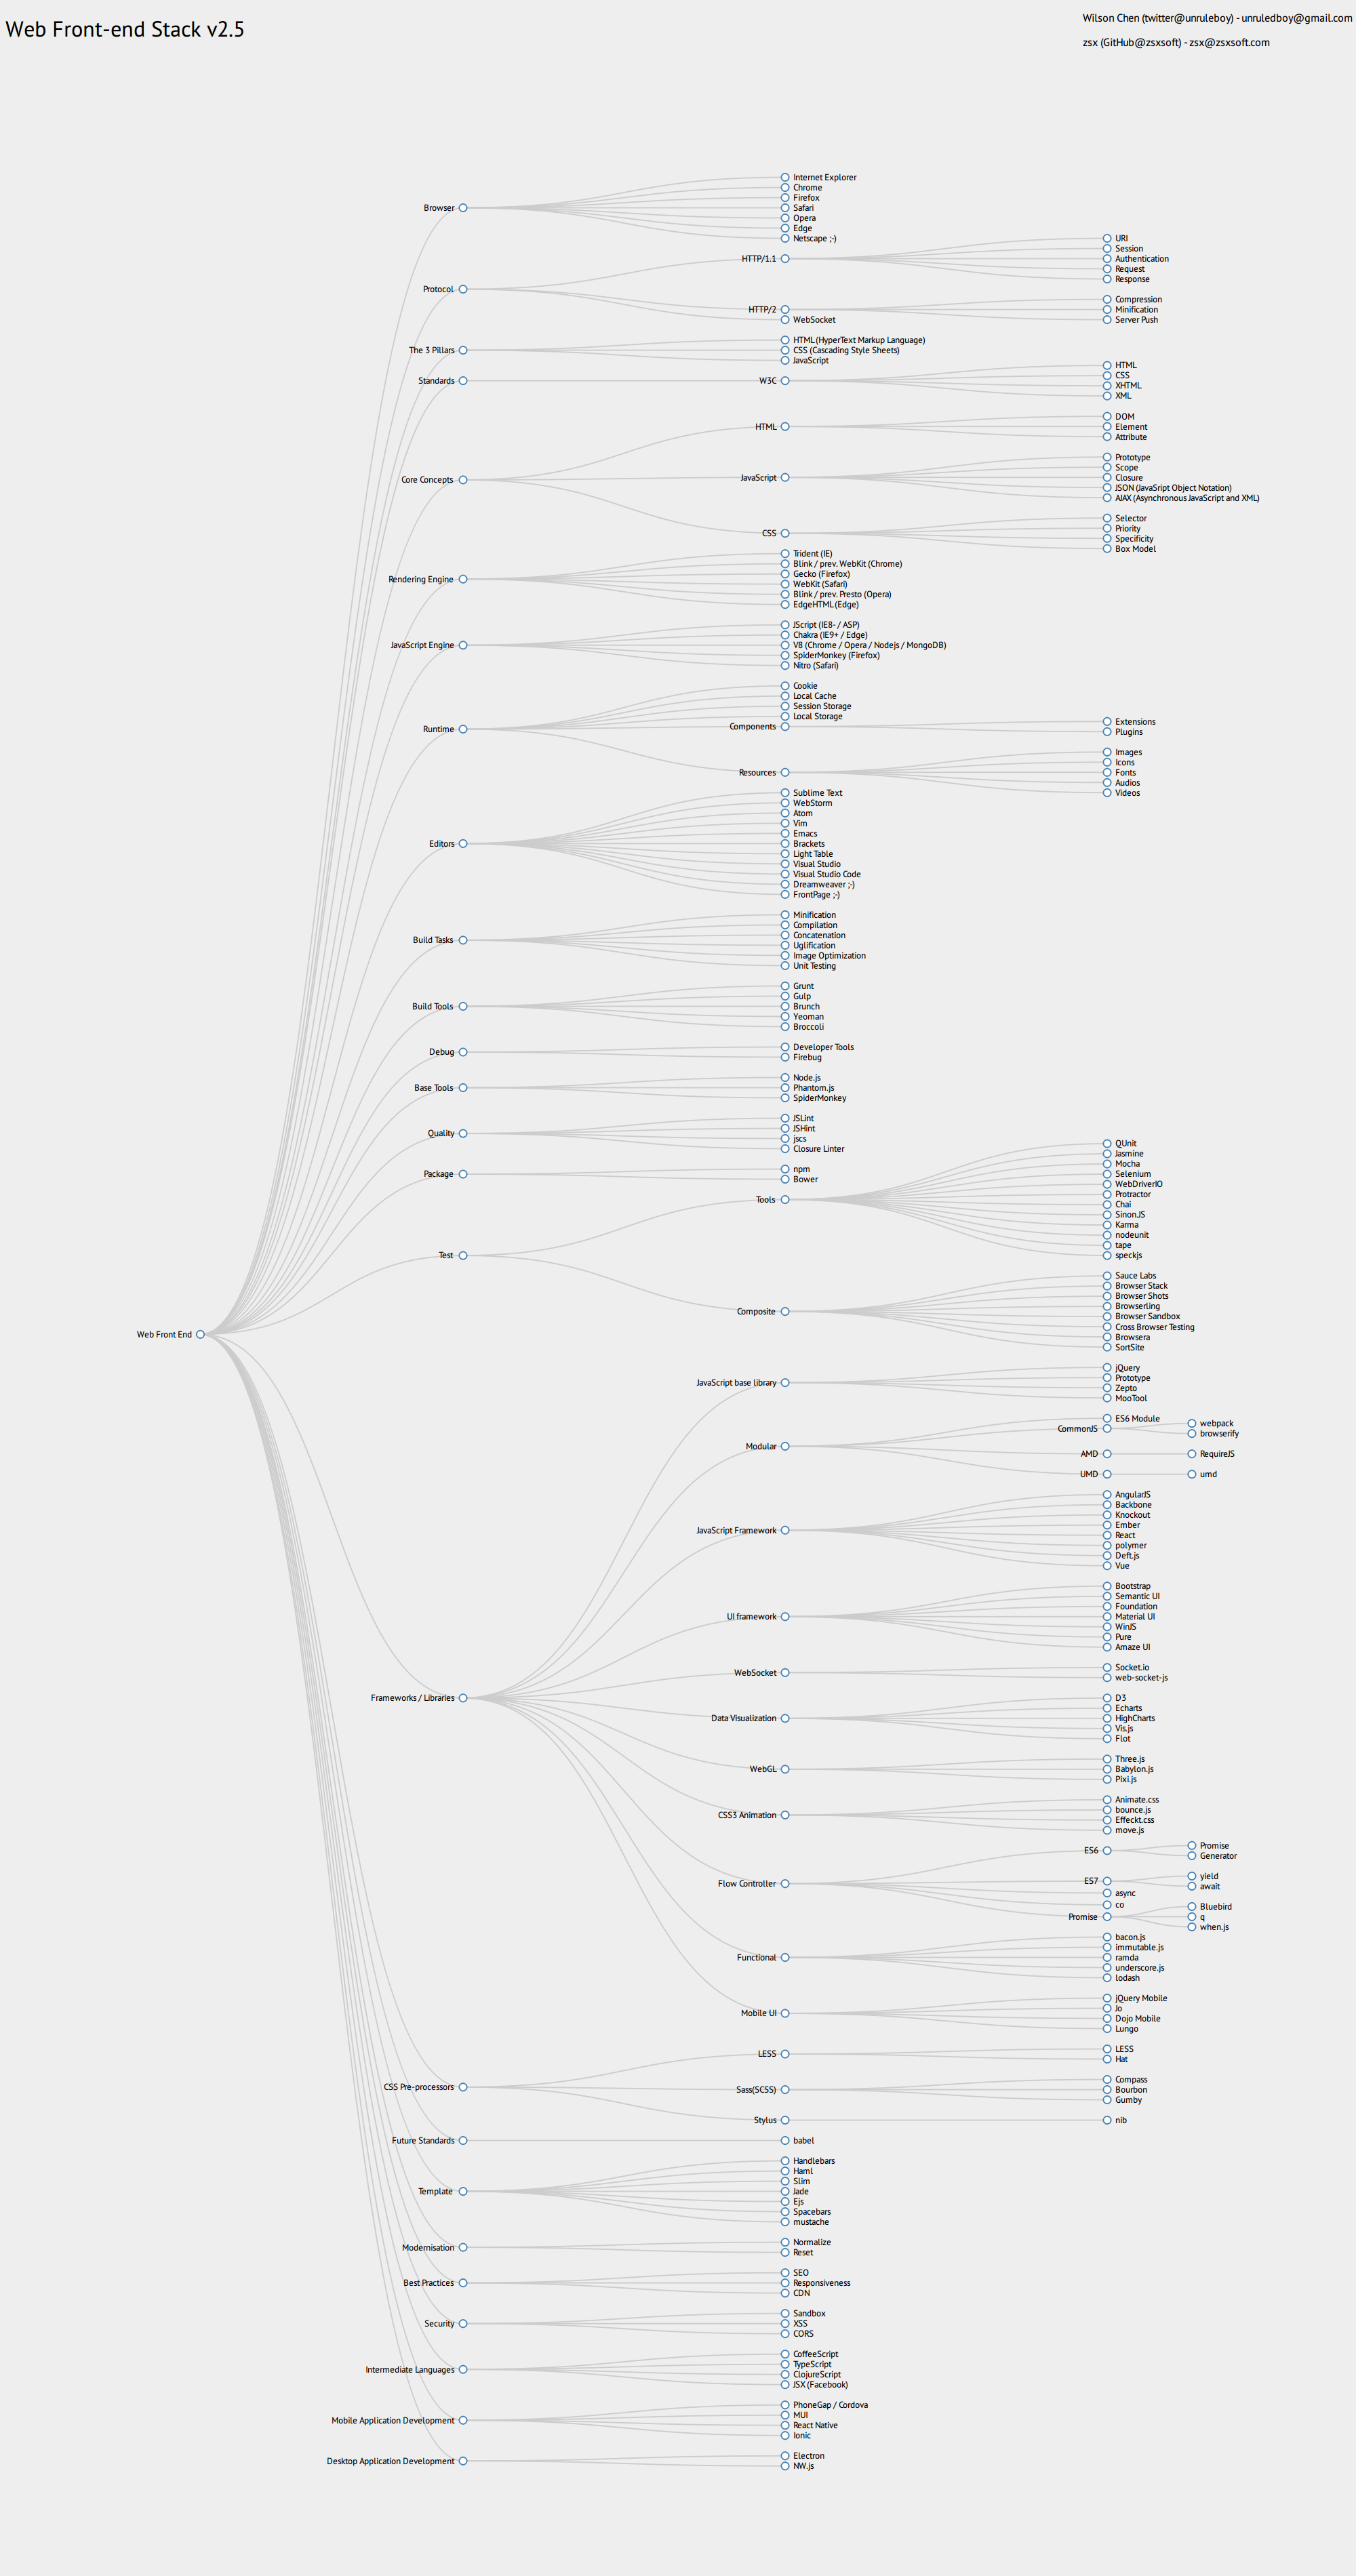 Web Front-end Stack v2.5
Wilson Chen (twitter@unruleboy) - unruledboy@gmail.com
zsx (GitHub@zsxsoft) - zsx@zsxsoft.com
Web Front End
Browser
Internet Explorer
Chrome
Firefox
Safari
Opera
Edge
Netscape ;-)
Protocol
HTTP/1.1
URI
Session
Authentication
Request
Response
HTTP/2
Compression
Minification
Server Push
WebSocket
The 3 Pillars
HTML(HyperText Markup Language)
CSS (Cascading Style Sheets)
JavaScript
Standards
W3C
HTML
CSS
XHTML
XML
Core Concepts
HTML
DOM
Element
Attribute
JavaScript
Prototype
Scope
Closure
JSON (JavaSript Object Notation)
AJAX (Asynchronous JavaScript and XML)
CSS
Selector
Priority
Specificity
Box Model
Rendering Engine
Trident (IE)
Blink / prev. WebKit (Chrome)
Gecko (Firefox)
WebKit (Safari)
Blink / prev. Presto (Opera)
EdgeHTML(Edge)
JavaScript Engine
JScript (IE8- / ASP)
Chakra (IE9+ / Edge)
V8 (Chrome / Opera / Nodejs / MongoDB)
SpiderMonkey (Firefox)
Nitro (Safari)
Runtime
Cookie
Local Cache
Session Storage
Local Storage
Components
Extensions
Plugins
Resources
Images
Icons
Fonts
Audios
Videos
Editors
Sublime Text
WebStorm
Atom
Vim
Emacs
Brackets
Light Table
Visual Studio
Visual Studio Code
Dreamweaver ;-)
FrontPage ;-)
Build Tasks
Minification
Compilation
Concatenation
Uglification
Image Optimization
Unit Testing
Build Tools
Grunt
Gulp
Brunch
Yeoman
Broccoli
Debug
Developer Tools
Firebug
Base Tools
Node.js
Phantom.js
SpiderMonkey
Quality
JSLint
JSHint
jscs
Closure Linter
Package
npm
Bower
Test
Tools
QUnit
Jasmine
Mocha
Selenium
WebDriverIO
Protractor
Chai
Sinon.JS
Karma
nodeunit
tape
speckjs
Composite
Sauce Labs
Browser Stack
Browser Shots
Browserling
Browser Sandbox
Cross Browser Testing
Browsera
SortSite
Frameworks / Libraries
JavaScript base library
jQuery
Prototype
Zepto
MooTool
Modular
ES6 Module
CommonJS
webpack
browserify
AMD
RequireJS
UMD
umd
JavaScript Framework
AngularJS
Backbone
Knockout
Ember
React
polymer
Deft.js
Vue
UI framework
Bootstrap
Semantic UI
Foundation
Material UI
WinJS
Pure
Amaze UI
WebSocket
Socket.io
web-socket-js
Data Visualization
D3
Echarts
HighCharts
Vis.js
Flot
WebGL
Three.js
Babylon.js
Pixi.js
CSS3 Animation
Animate.css
bounce.js
Effeckt.css
move.js
Flow Controller
ES6
Promise
Generator
ES7
yield
await
async
co
Promise
Bluebird
q
when.js
Functional
bacon.js
immutable.js
ramda
underscore.js
lodash
Mobile UI
jQuery Mobile
Jo
Dojo Mobile
Lungo
CSS Pre-processors
LESS
LESS
Hat
Sass(SCSS)
Compass
Bourbon
Gumby
Stylus
nib
Future Standards
babel
Template
Handlebars
Haml
Slim
Jade
Ejs
Spacebars
mustache
Modernisation
Normalize
Reset
Best Practices
SEO
Responsiveness
CDN
Security
Sandbox
XSS
CORS
Intermediate Languages
CoffeeScript
TypeScript
ClojureScript
JSX (Facebook)
Mobile Application Development
PhoneGap / Cordova
MUI
React Native
Ionic
Desktop Application Development
Electron
NW.js